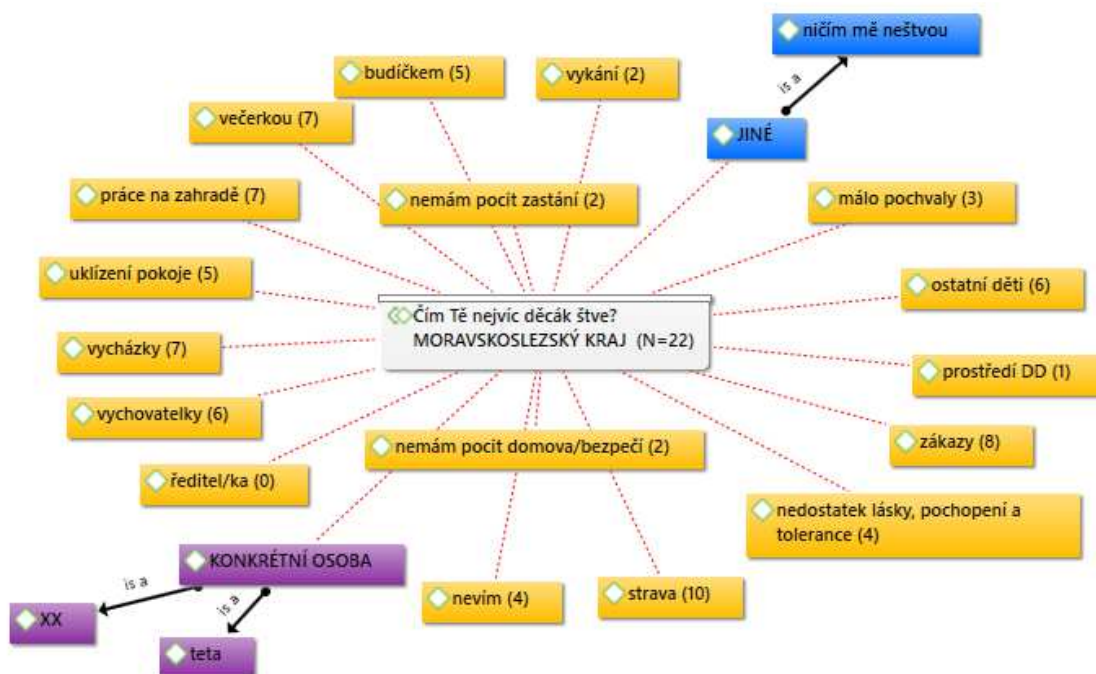 ničím mě neštvou
is a
budíčkem (5)
vykání (2)
večerkou (7)
JINÉ
práce na zahradě (7)
nemám pocit zastání (2)
málo pochvaly (3)
uklízení pokoje (5)
ostatní děti (6)
Čím Tě nejvíc děcák štve?
MORAVSKOSLEZSKÝ KRAJ (N=22)
vycházky (7)
prostředí DD (1)
vychovatelky (6)
nemám pocit domova/bezpečí (2)
zákazy (8)
ředitel/ka (0)
nedostatek lásky, pochopení a
tolerance (4)
KONKRÉTNÍ OSOBA
is a
is a
nevím (4)
strava (10)
XX
teta